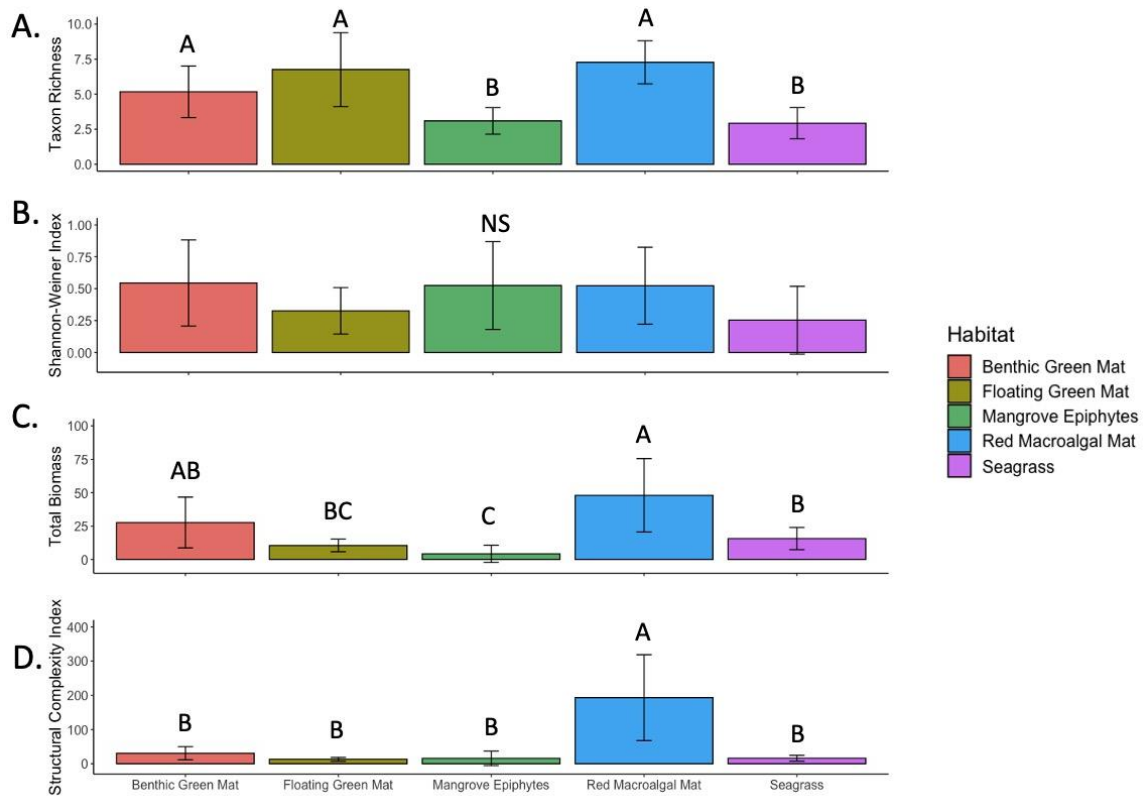 A.
Taxon Richness
10.0
7.5
5.0
2.5
0.0
A
A
B
A
B
B.
Shannon-Weiner Index
1.00
0.75
0.50
0.25
0.00
NS
C.
Total Biomass
100
75
50
25
0
AB
BC
C
A
B
D.
Structural Complexity Index
400
300
200
100
0
B
B
B
A
B
Benthic Green Mat
Floating Green Mat
Mangrove Epiphytes
Red Macroalgal Mat
Seagrass
Habitat
Benthic Green Mat
Floating Green Mat
Mangrove Epiphytes
Red Macroalgal Mat
Seagrass